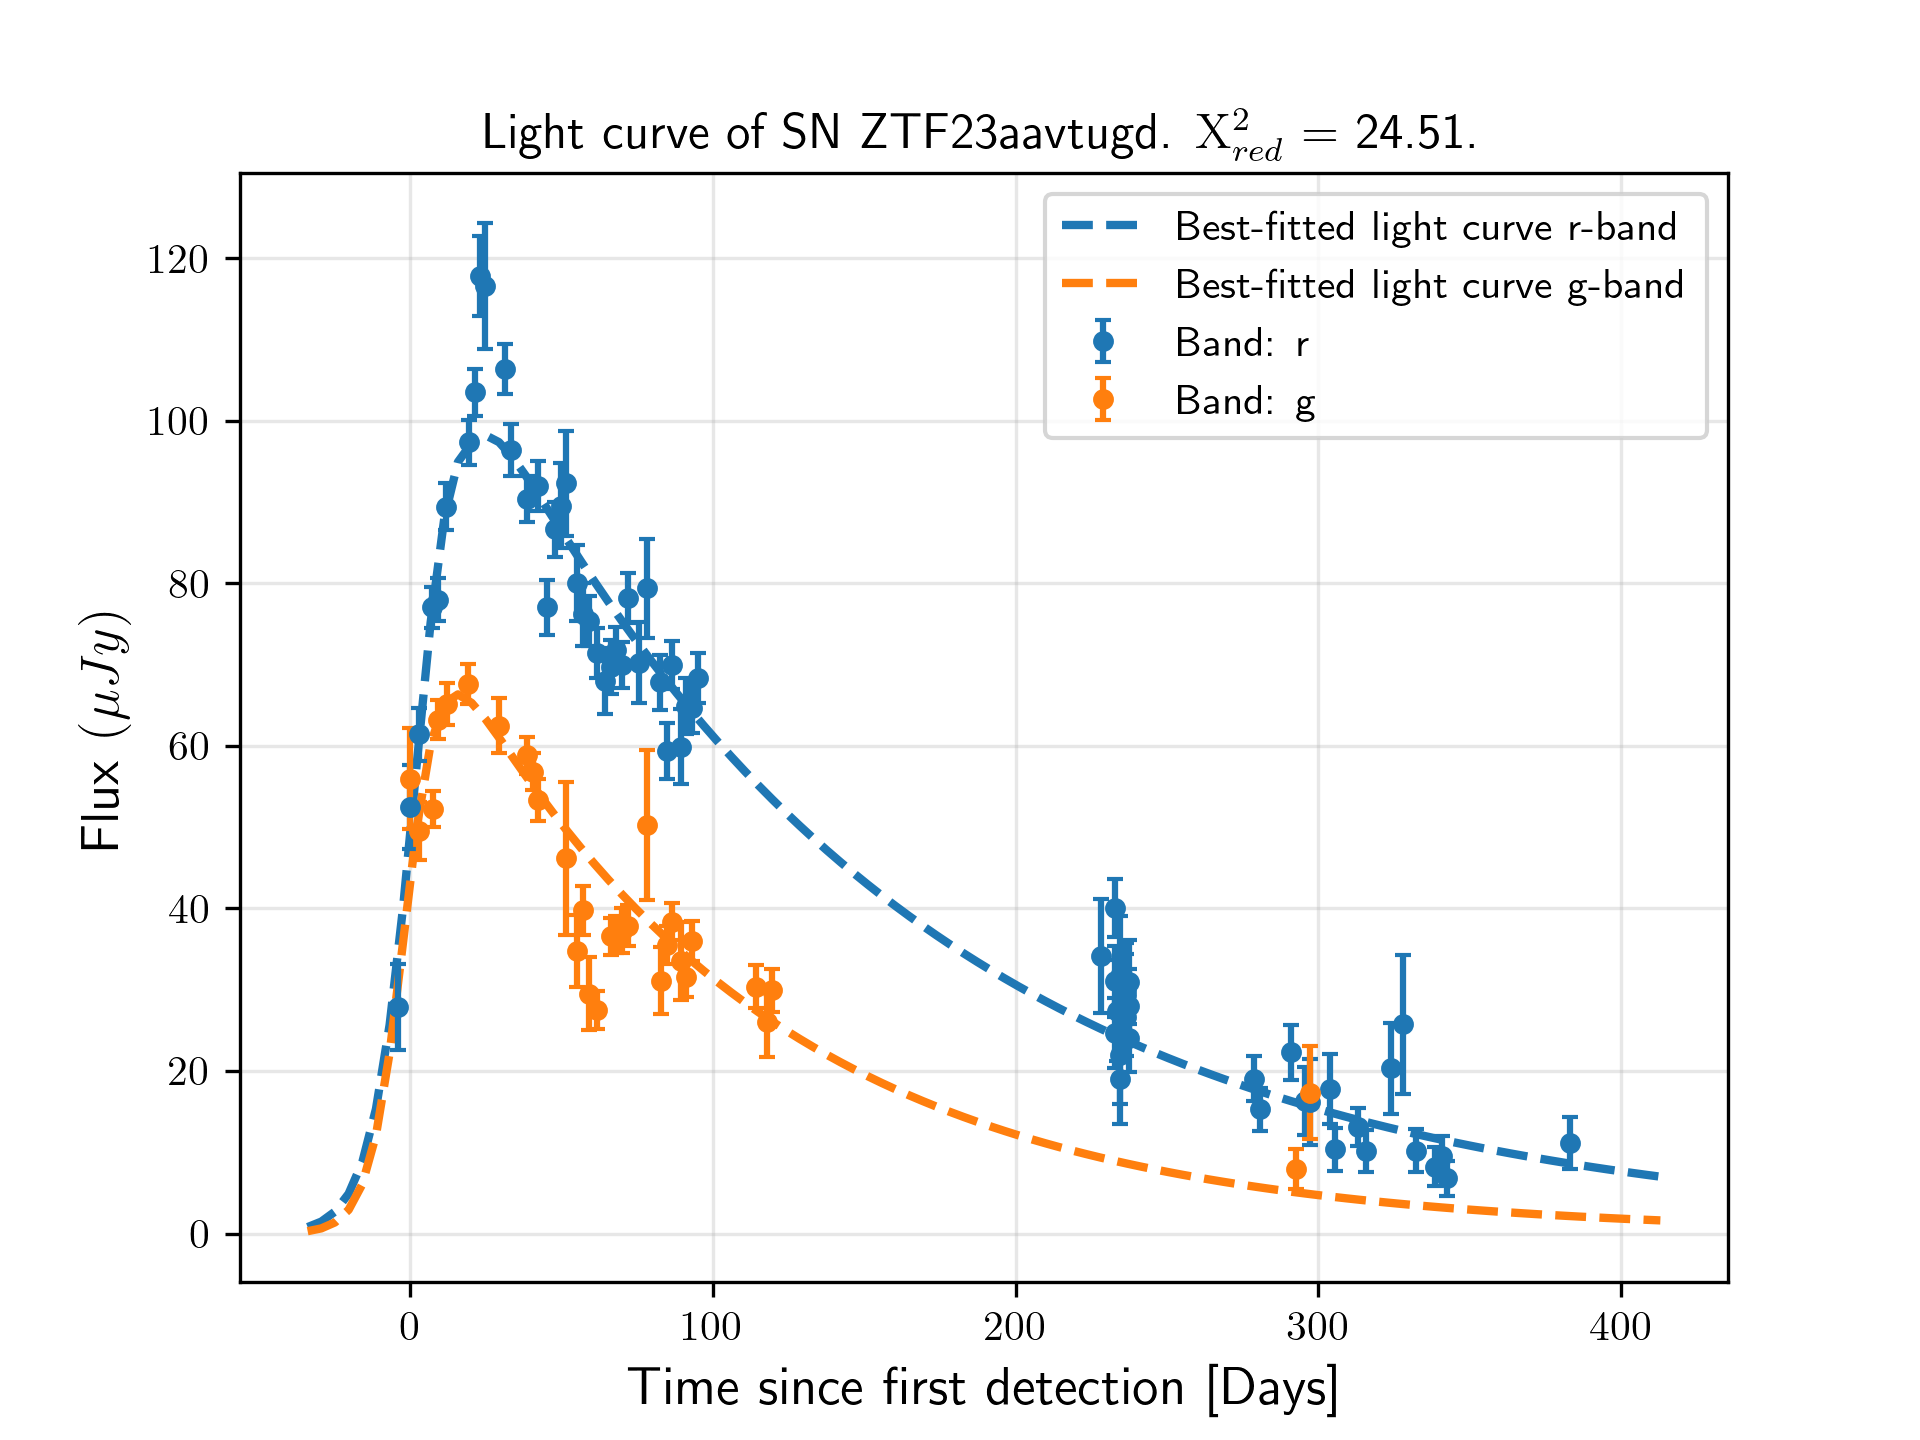 Light curve of SN ZTF23aavtugd. X²_red = 24.51.
Best-fitted light curve r-band
Best-fitted light curve g-band
Band: r
Band: g
Flux (μJy)
120
100
80
60
40
20
0
0 100 200 300 400
Time since first detection [Days]